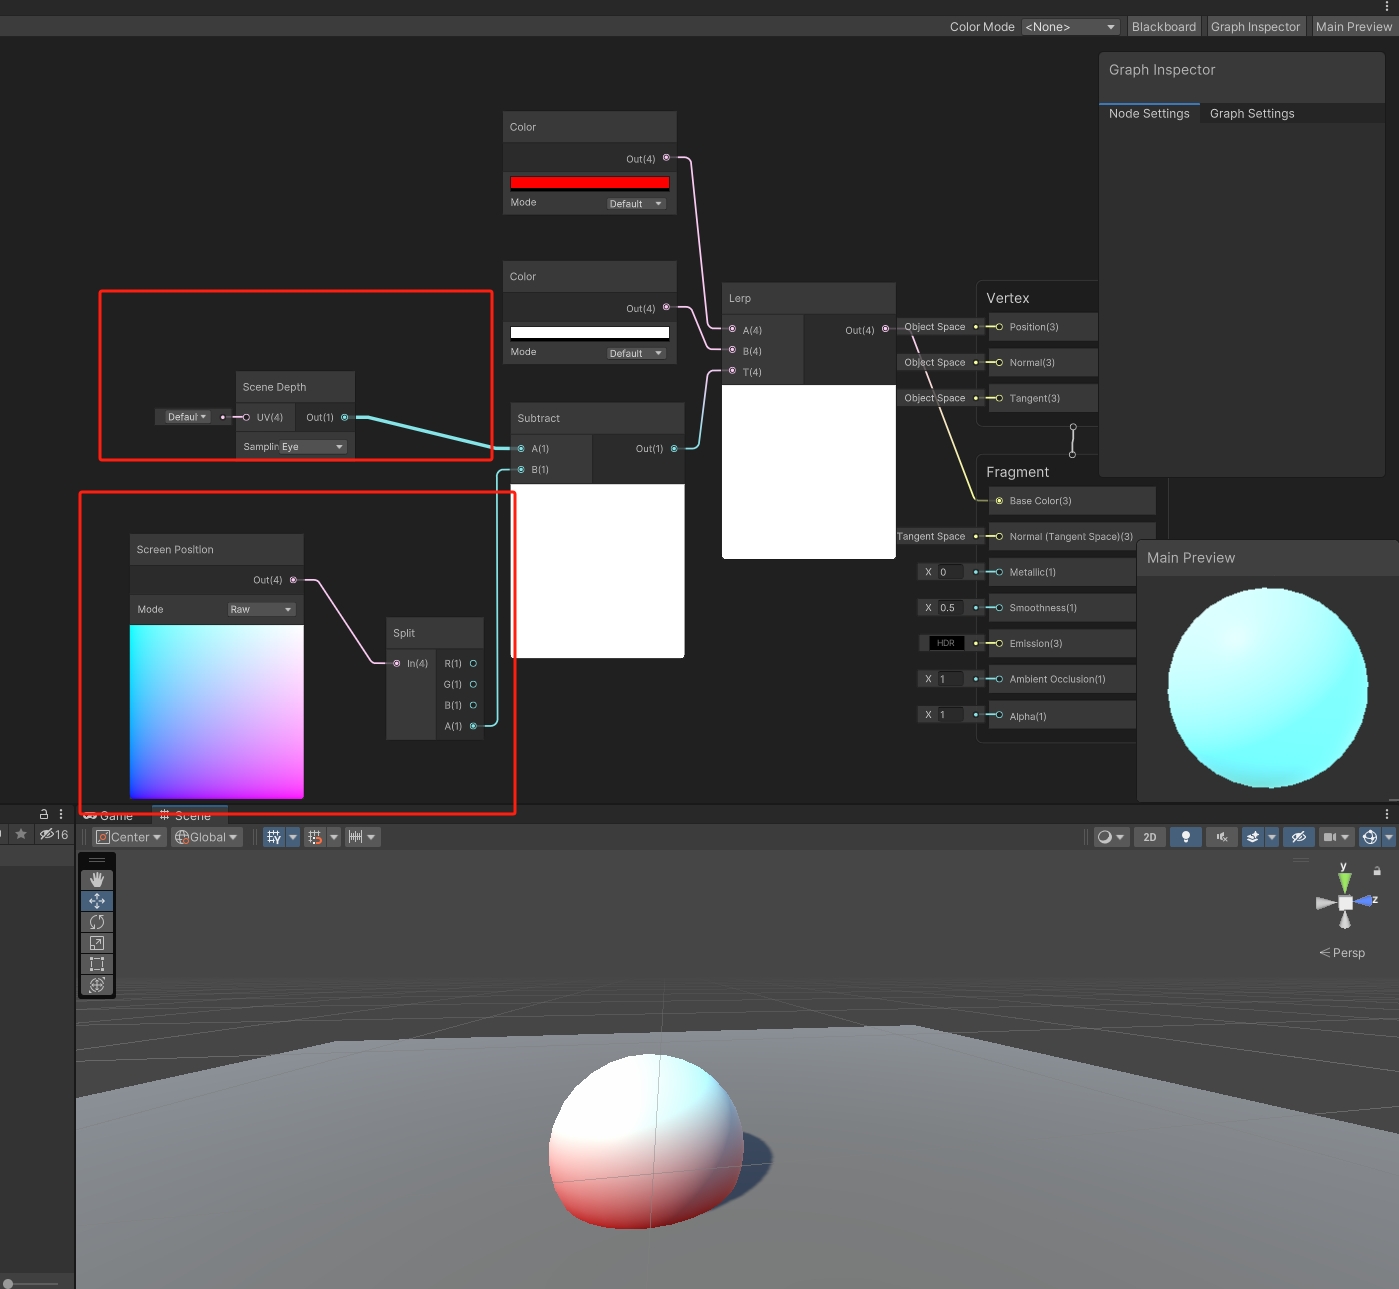 Color Mode <None> Blackboard Graph Inspector Main Preview
Graph Inspector
Node Settings Graph Settings
Color
Out(4)
Mode Default
Color
Out(4)
Mode Default
Lerp
A(4) Out(4)
B(4)
T(4)
Vertex
Object Space Position(3)
Object Space Normal(3)
Object Space Tangent(3)
Scene Depth
Defaul UV(4) Out(1)
Samplin Eye
Subtract
A(1) Out(1)
B(1)
Fragment
Base Color(3)
Tangent Space Normal (Tangent Space)(3)
X 0 Metallic(1)
X 0.5 Smoothness(1)
HDR Emission(3)
X 1 Ambient Occlusion(1)
X 1 Alpha(1)
Screen Position
Out(4)
Mode Raw
Split
In(4) R(1)
G(1)
B(1)
A(1)
Main Preview
Game Scene
16 Center Global 2D
y
z
Persp